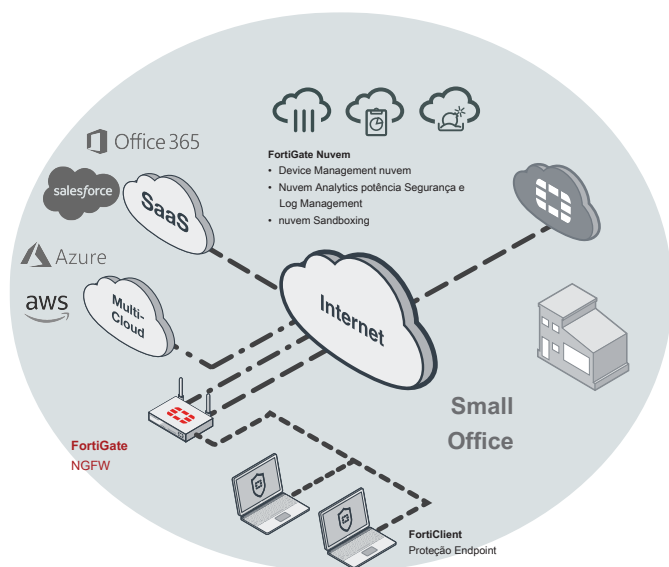 Office 365
salesforce
SaaS
Azure
aws
Multi-
Cloud
FortiGate Nuvem
• Device Management nuvem
• Nuvem Analytics potência Segurança e
Log Management
• nuvem Sandboxing
Internet
Small
Office
FortiGate
NGFW
FortiClient
Proteção Endpoint